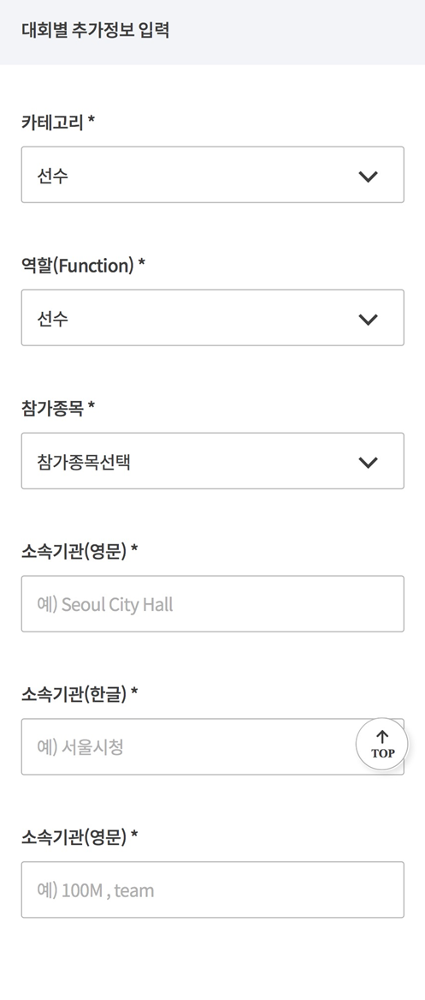 대회별 추가정보 입력
카테고리 *
선수
역할(Function) *
선수
참가종목 *
참가종목선택
소속기관(영문) *
예) Seoul City Hall
소속기관(한글) *
예) 서울시청
TOP
소속기관(영문) *
예) 100M , team